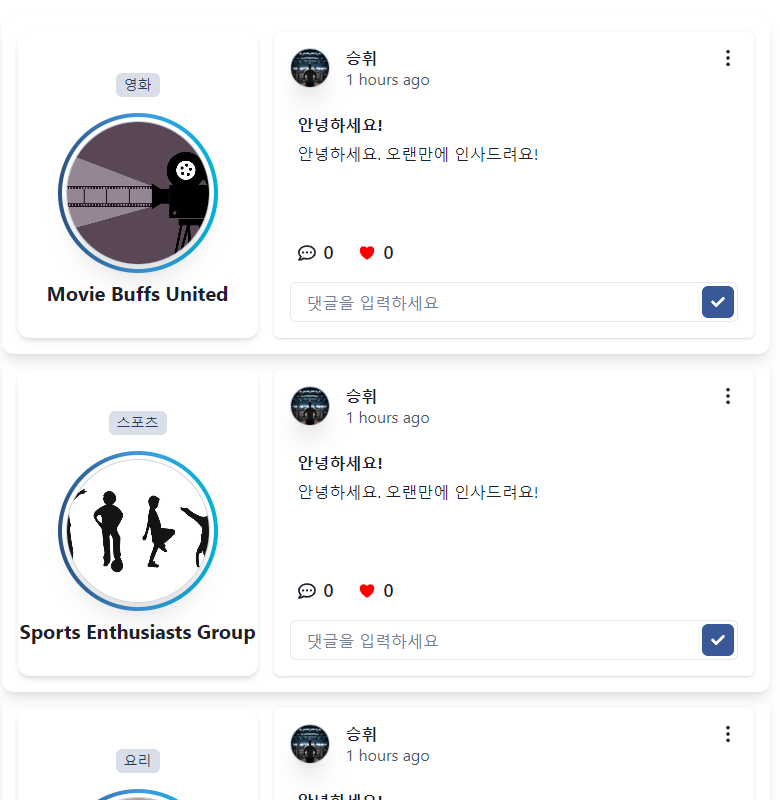 영화
Movie Buffs United
승휘
1 hours ago
안녕하세요!
안녕하세요. 오랜만에 인사드려요!
0 0
댓글을 입력하세요
스포츠
Sports Enthusiasts Group
승휘
1 hours ago
안녕하세요!
안녕하세요. 오랜만에 인사드려요!
0 0
댓글을 입력하세요
요리
승휘
1 hours ago